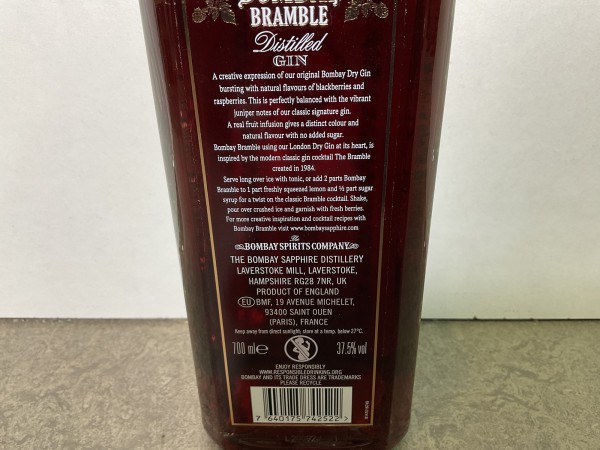 BOMBAY
BRAMBLE
Distilled
GIN
A creative expression of our original Bombay Dry Gin
bursting with natural flavours of blackberries and
raspberries. This is perfectly balanced with the vibrant
juniper notes of our classic signature gin.
A real fruit infusion gives a distinct colour and
natural flavour with no added sugar.
Bombay Bramble using our London Dry Gin at its heart, is
inspired by the modern classic gin cocktail The Bramble
created in 1984.
Serve long over ice with tonic, or add 2 parts Bombay
Bramble to 1 part freshly squeezed lemon and ½ part sugar
syrup for a twist on the classic Bramble cocktail. Shake,
pour over crushed ice and garnish with fresh berries.
For more creative inspiration and cocktail recipes with
Bombay Bramble visit www.bombaysapphire.com
The
BOMBAY SPIRITS COMPANY
THE BOMBAY SAPPHIRE DISTILLERY
LAVERSTOKE MILL, LAVERSTOKE,
HAMPSHIRE RG28 7NR, UK
PRODUCT OF ENGLAND
EU BMF, 19 AVENUE MICHELET,
93400 SAINT OUEN
(PARIS), FRANCE
Keep away from direct sunlight, store at a temp. below 27°C.
700 ml e 37.5% vol
ENJOY RESPONSIBLY
WWW.RESPONSIBLEDRINKING.ORG
BOMBAY AND ITS TRADE DRESS ARE TRADEMARKS
PLEASE RECYCLE
7 640175 742522 >